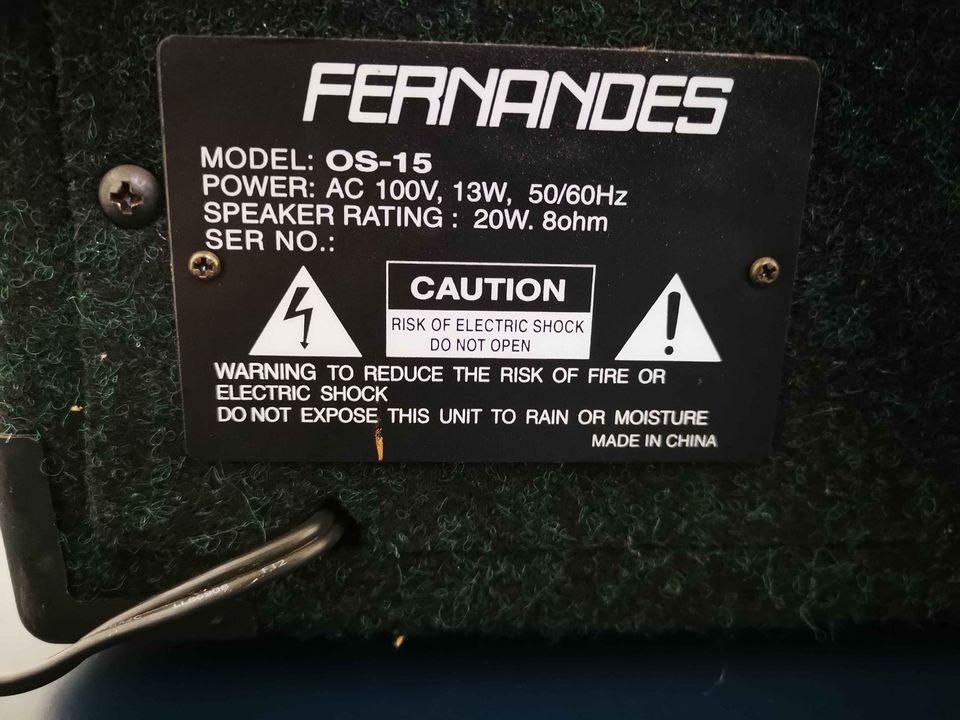 FERNANDES
MODEL: OS-15
POWER: AC 100V, 13W, 50/60Hz
SPEAKER RATING : 20W. 8ohm
SER NO.:
CAUTION
RISK OF ELECTRIC SHOCK
DO NOT OPEN
WARNING TO REDUCE THE RISK OF FIRE OR
ELECTRIC SHOCK
DO NOT EXPOSE THIS UNIT TO RAIN OR MOISTURE
MADE IN CHINA